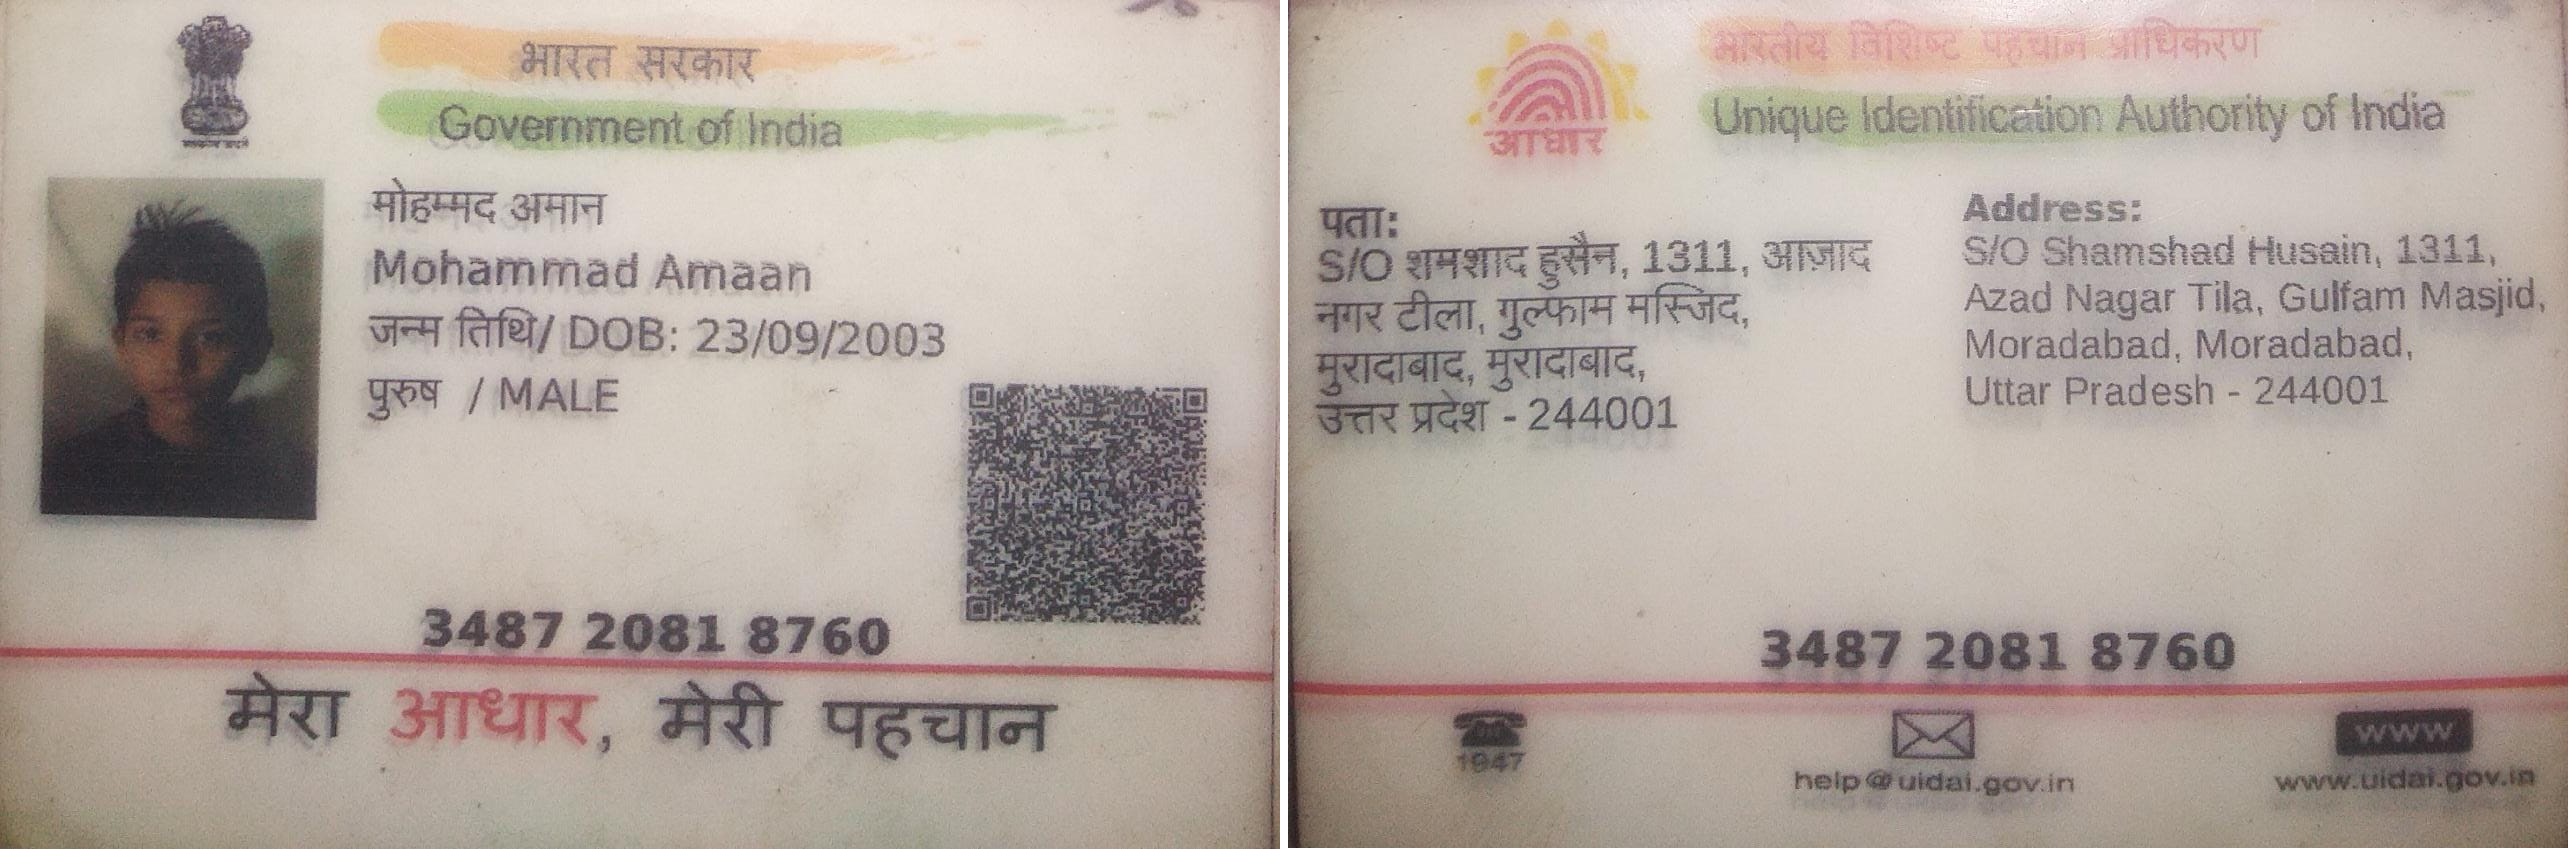 भारत सरकार
Government of India
मोहम्मद अमान
Mohammad Amaan
जन्म तिथि/ DOB: 23/09/2003
पुरुष / MALE
3487 2081 8760
मेरा आधार, मेरी पहचान
भारतीय विशिष्ट पहचान प्राधिकरण
Unique Identification Authority of India
आधार
पता:
S/O शमशाद हुसैन, 1311, आज़ाद
नगर टीला, गुल्फाम मस्जिद,
मुरादाबाद, मुरादाबाद,
उत्तर प्रदेश - 244001
Address:
S/O Shamshad Husain, 1311,
Azad Nagar Tila, Gulfam Masjid,
Moradabad, Moradabad,
Uttar Pradesh - 244001
3487 2081 8760
1947
help@uidai.gov.in
www
www.uidai.gov.in